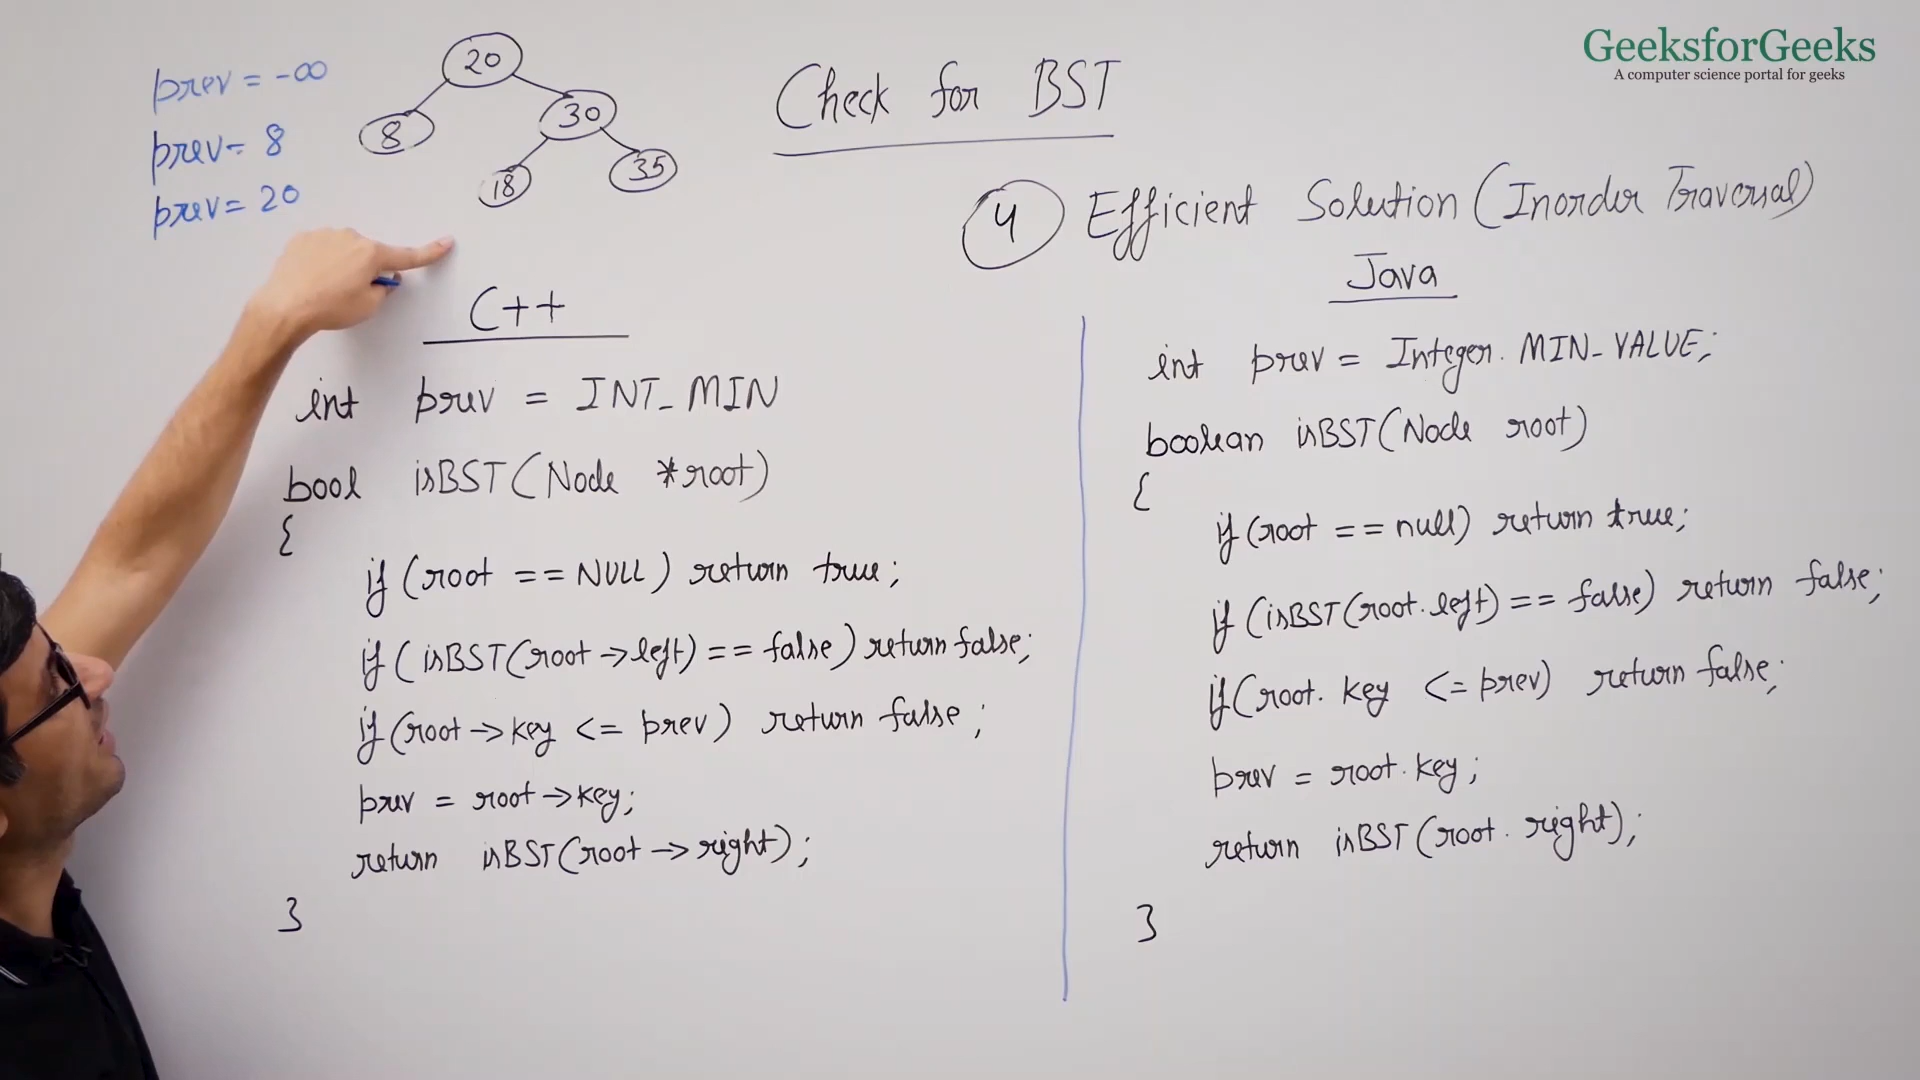 GeeksforGeeks
A computer science portal for geeks
prev = -∞
prev = 8
prev = 20
20
8
30
18
35
Check for BST
4 Efficient Solution (Inorder Traversal)
C++
int prev = INT_MIN
bool isBST(Node *root)
{
if (root == NULL) return true;
if (isBST(root → left) == false) return false;
if (root → key <= prev) return false;
prev = root → key;
return isBST(root → right);
}
Java
int prev = Integer.MIN_VALUE;
boolean isBST(Node root)
{
if (root == null) return true;
if (isBST(root.left) == false) return false;
if (root.key <= prev) return false;
prev = root.key;
return isBST(root.right);
}